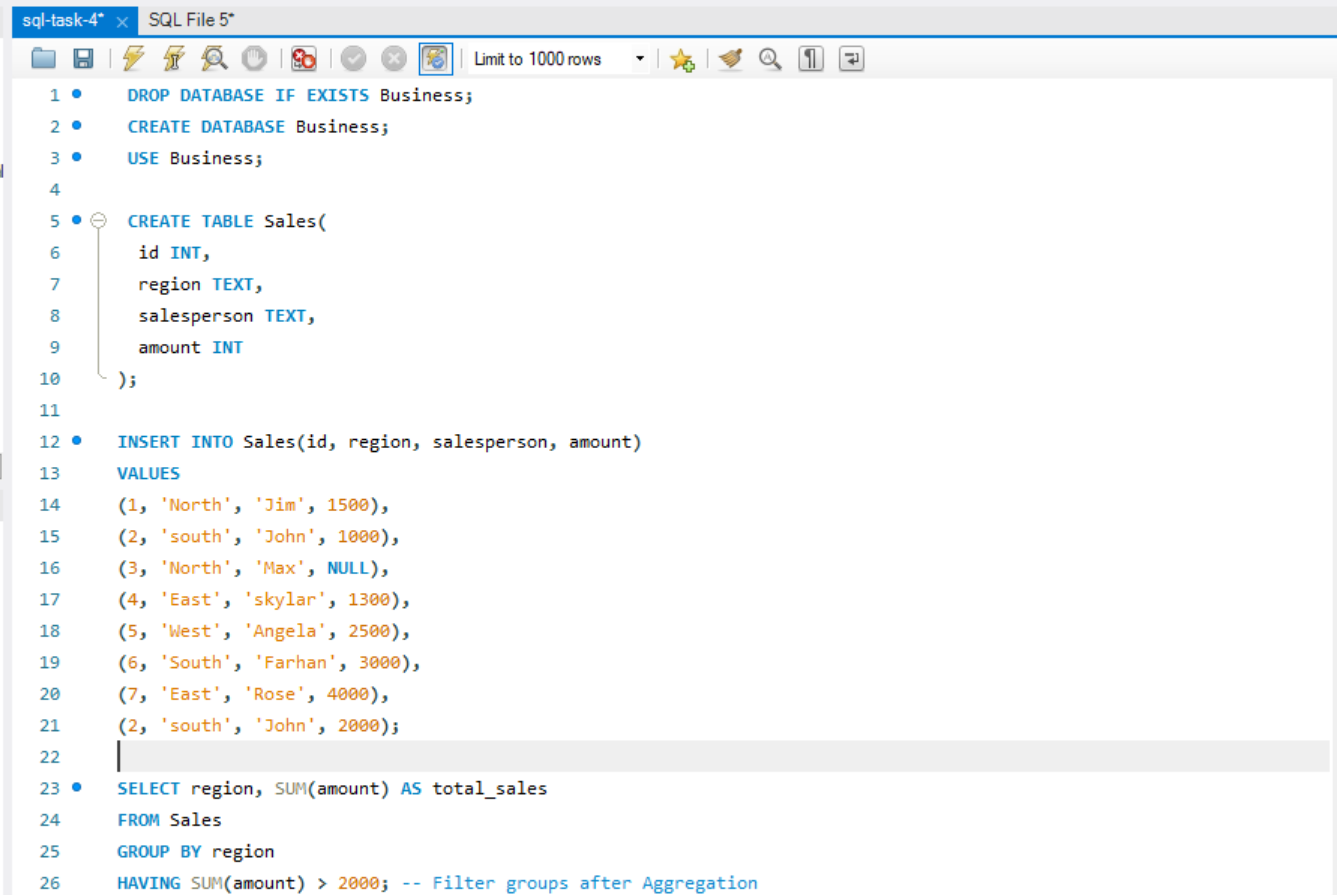 sql-task-4* × SQL File 5*
Limit to 1000 rows
1 DROP DATABASE IF EXISTS Business;
2 CREATE DATABASE Business;
3 USE Business;
4
5 CREATE TABLE Sales(
6 id INT,
7 region TEXT,
8 salesperson TEXT,
9 amount INT
10 );
11
12 INSERT INTO Sales(id, region, salesperson, amount)
13 VALUES
14 (1, 'North', 'Jim', 1500),
15 (2, 'south', 'John', 1000),
16 (3, 'North', 'Max', NULL),
17 (4, 'East', 'skylar', 1300),
18 (5, 'West', 'Angela', 2500),
19 (6, 'South', 'Farhan', 3000),
20 (7, 'East', 'Rose', 4000),
21 (2, 'south', 'John', 2000);
22
23 SELECT region, SUM(amount) AS total_sales
24 FROM Sales
25 GROUP BY region
26 HAVING SUM(amount) > 2000; -- Filter groups after Aggregation